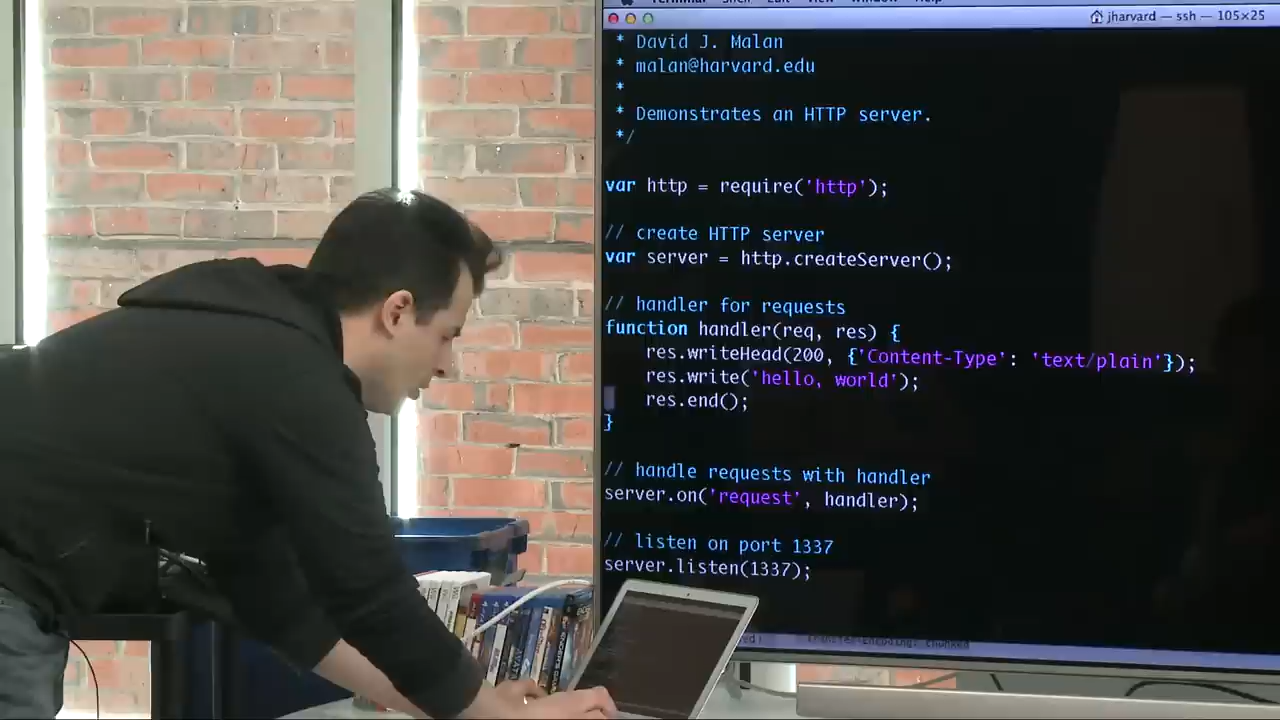 jharvard — ssh — 105×25
* David J. Malan
* malan@harvard.edu
*
* Demonstrates an HTTP server.
*/
var http = require('http');
// create HTTP server
var server = http.createServer();
// handler for requests
function handler(req, res) {
res.writeHead(200, {'Content-Type': 'text/plain'});
res.write('hello, world');
res.end();
}
// handle requests with handler
server.on('request', handler);
// listen on port 1337
server.listen(1337);